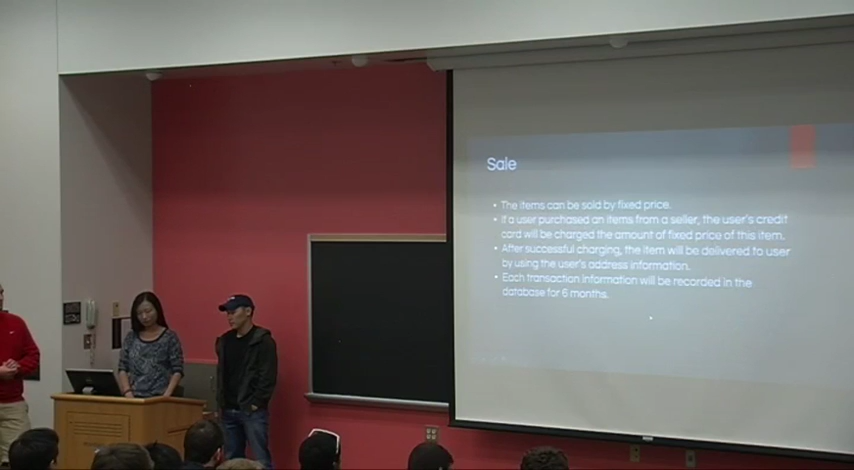 Sale
• The items can be sold by fixed price.
• If a user purchased an items from a seller, the user's credit
card will be charged the amount of fixed price of this item.
• After successful charging, the item will be delivered to user
by using the user's address information.
• Each transaction information will be recorded in the
database for 6 months.